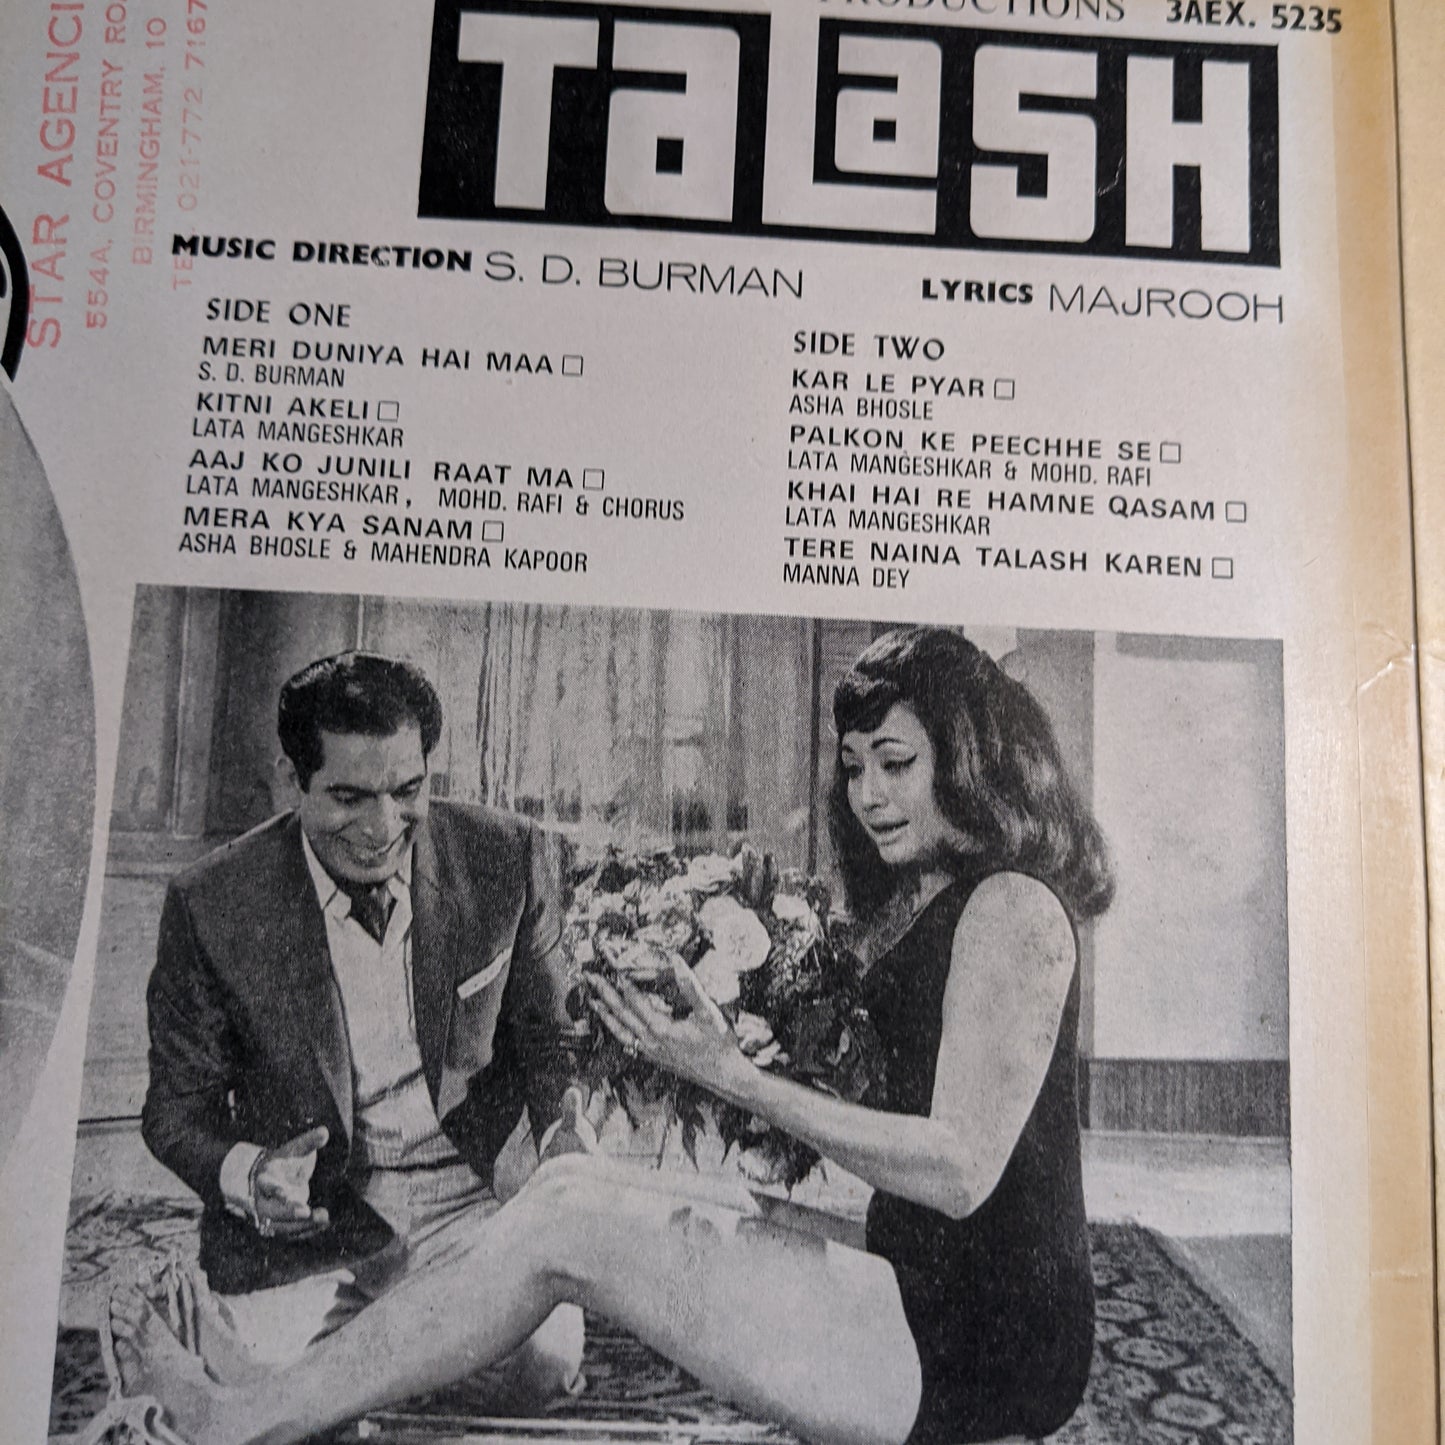 PRODUCTIONS 3AEX. 5235
TALASH
STAR AGENCI
554A, COVENTRY RO
BIRMINGHAM. 10
021-772 7167
MUSIC DIRECTION S. D. BURMAN
LYRICS MAJROOH
SIDE ONE
MERI DUNIYA HAI MAA
S. D. BURMAN
KITNI AKELI
LATA MANGESHKAR
AAJ KO JUNILI RAAT MA
LATA MANGESHKAR, MOHD. RAFI & CHORUS
MERA KYA SANAM
ASHA BHOSLE & MAHENDRA KAPOOR
SIDE TWO
KAR LE PYAR
ASHA BHOSLE
PALKON KE PEECHHE SE
LATA MANGESHKAR & MOHD. RAFI
KHAI HAI RE HAMNE QASAM
LATA MANGESHKAR
TERE NAINA TALASH KAREN
MANNA DEY